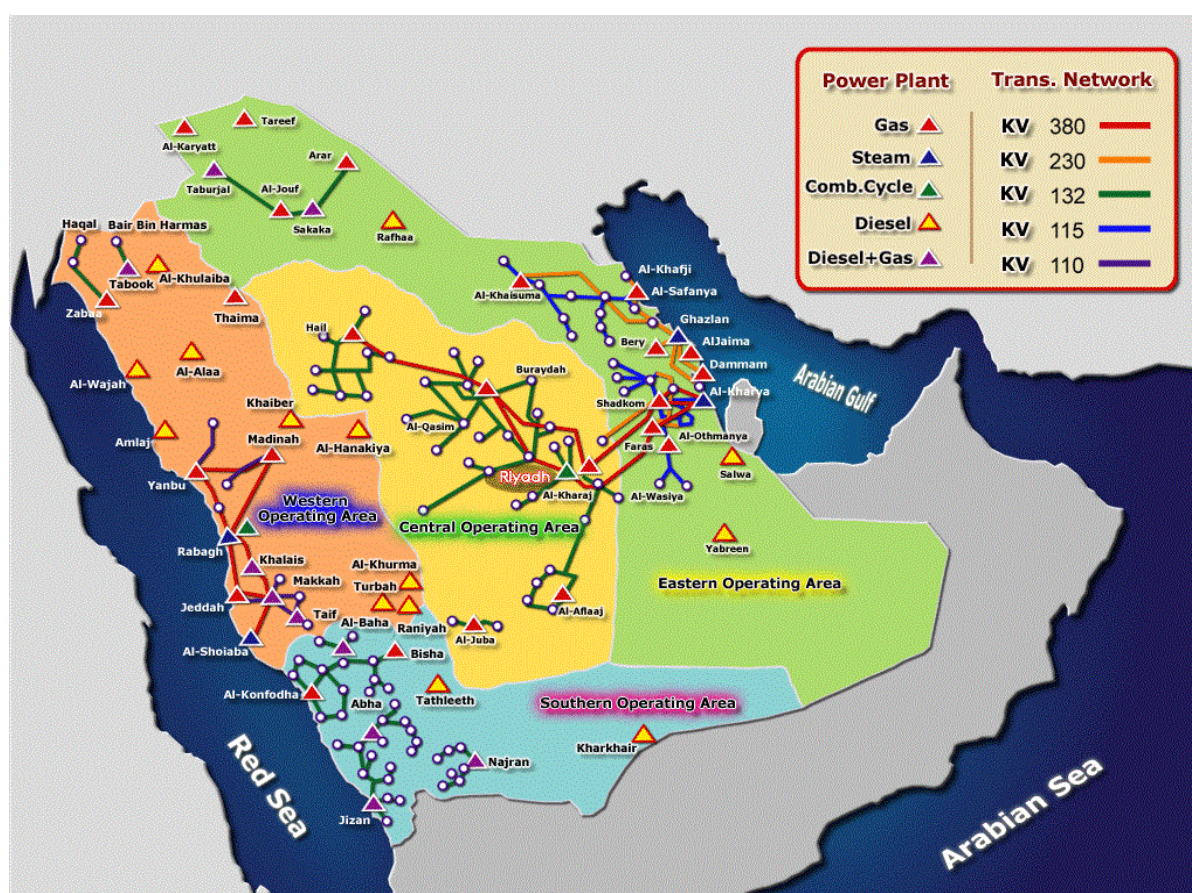 Power Plant
Trans. Network
Gas
KV 380
Steam
KV 230
Comb.Cycle
KV 132
Diesel
KV 115
Diesel+Gas
KV 110
Tareef
Al-Karyatt
Arar
Taburjal
Al-Jouf
Sakaka
Rafhaa
Haqal
Bair Bin Harmas
Al-Khulaiba
Tabook
Zabaa
Thaima
Al-Khafji
Al-Khaisuma
Al-Safanya
Ghazlan
Hail
Bery
AlJaima
Dammam
Al-Wajah
Al-Alaa
Buraydah
Al-Kharya
Arabian Gulf
Khaiber
Shadkom
Amlaj
Madinah
Al-Hanakiya
Al-Qasim
Faras
Al-Othmanya
Salwa
Yanbu
Riyadh
Al-Kharaj
Al-Wasiya
Western
Operating Area
Central Operating Area
Rabagh
Yabreen
Khalais
Al-Khurma
Eastern Operating Area
Makkah
Turbah
Jeddah
Taif
Al-Baha
Raniyah
Al-Aflaaj
Al-Juba
Al-Shoiaba
Bisha
Al-Konfodha
Abha
Tathleeth
Southern Operating Area
Kharkhair
Najran
Red Sea
Jizan
Arabian Sea